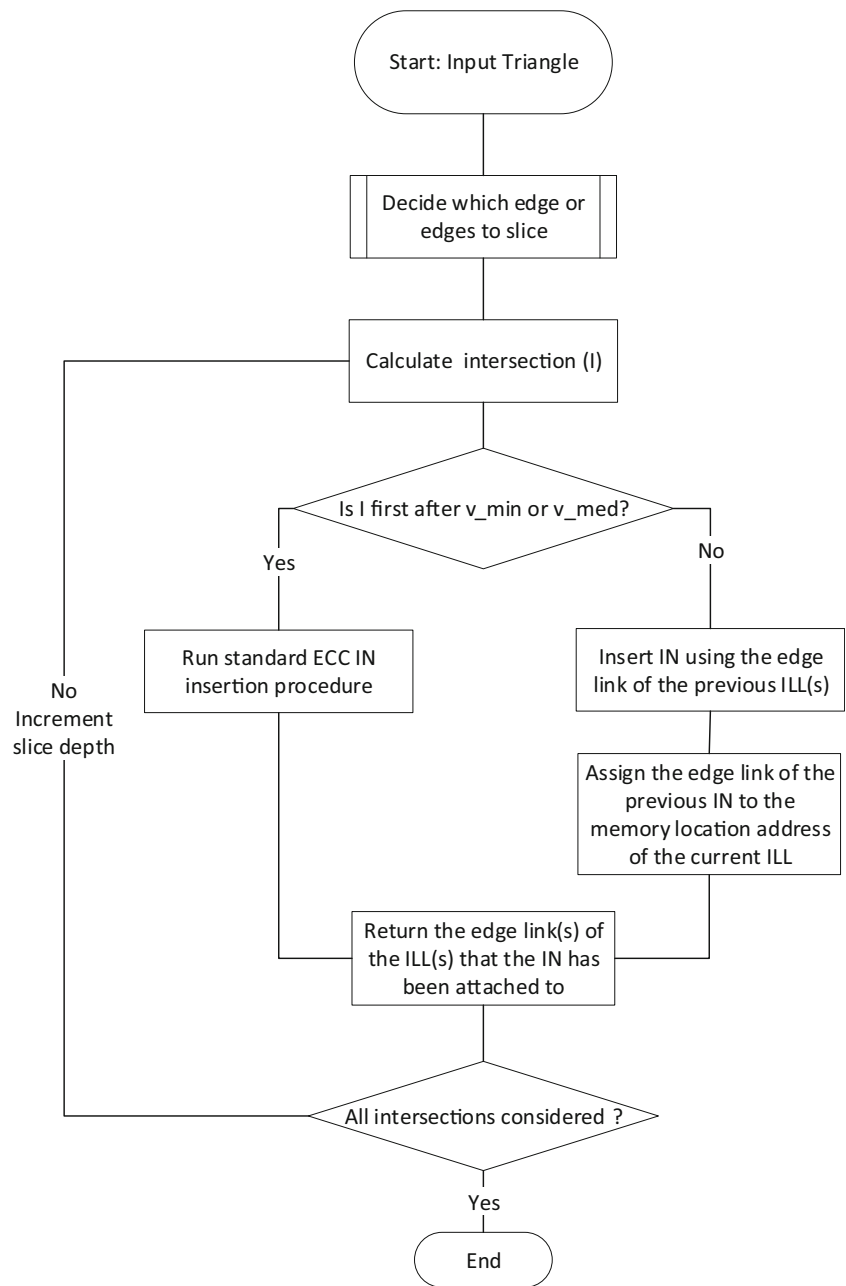 Start: Input Triangle
Decide which edge or
edges to slice
Calculate intersection (I)
Is I first after v_min or v_med?
Yes
No
Run standard ECC IN
insertion procedure
Insert IN using the edge
link of the previous ILL(s)
No
Increment
slice depth
Assign the edge link of the
previous IN to the
memory location address
of the current ILL
Return the edge link(s) of
the ILL(s) that the IN has
been attached to
All intersections considered ?
Yes
End